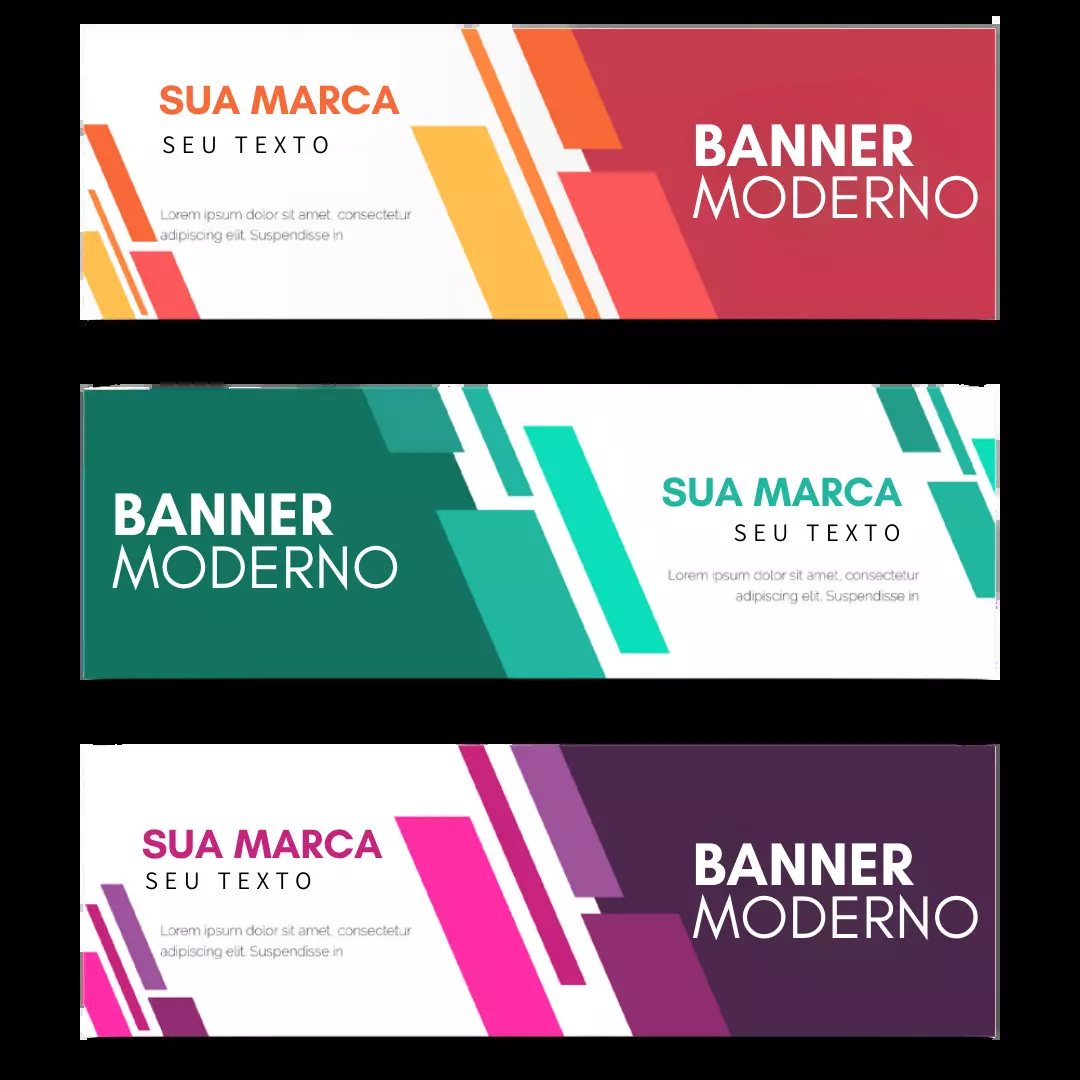 SUA MARCA
SEU TEXTO
Lorem ipsum dolor sit amet, consectetur
adipiscing elit. Suspendisse in
BANNER
MODERNO
BANNER
MODERNO
SUA MARCA
SEU TEXTO
Lorem ipsum dolor sit amet, consectetur
adipiscing elit. Suspendisse in
SUA MARCA
SEU TEXTO
Lorem ipsum dolor sit amet, consectetur
adipiscing elit. Suspendisse in
BANNER
MODERNO